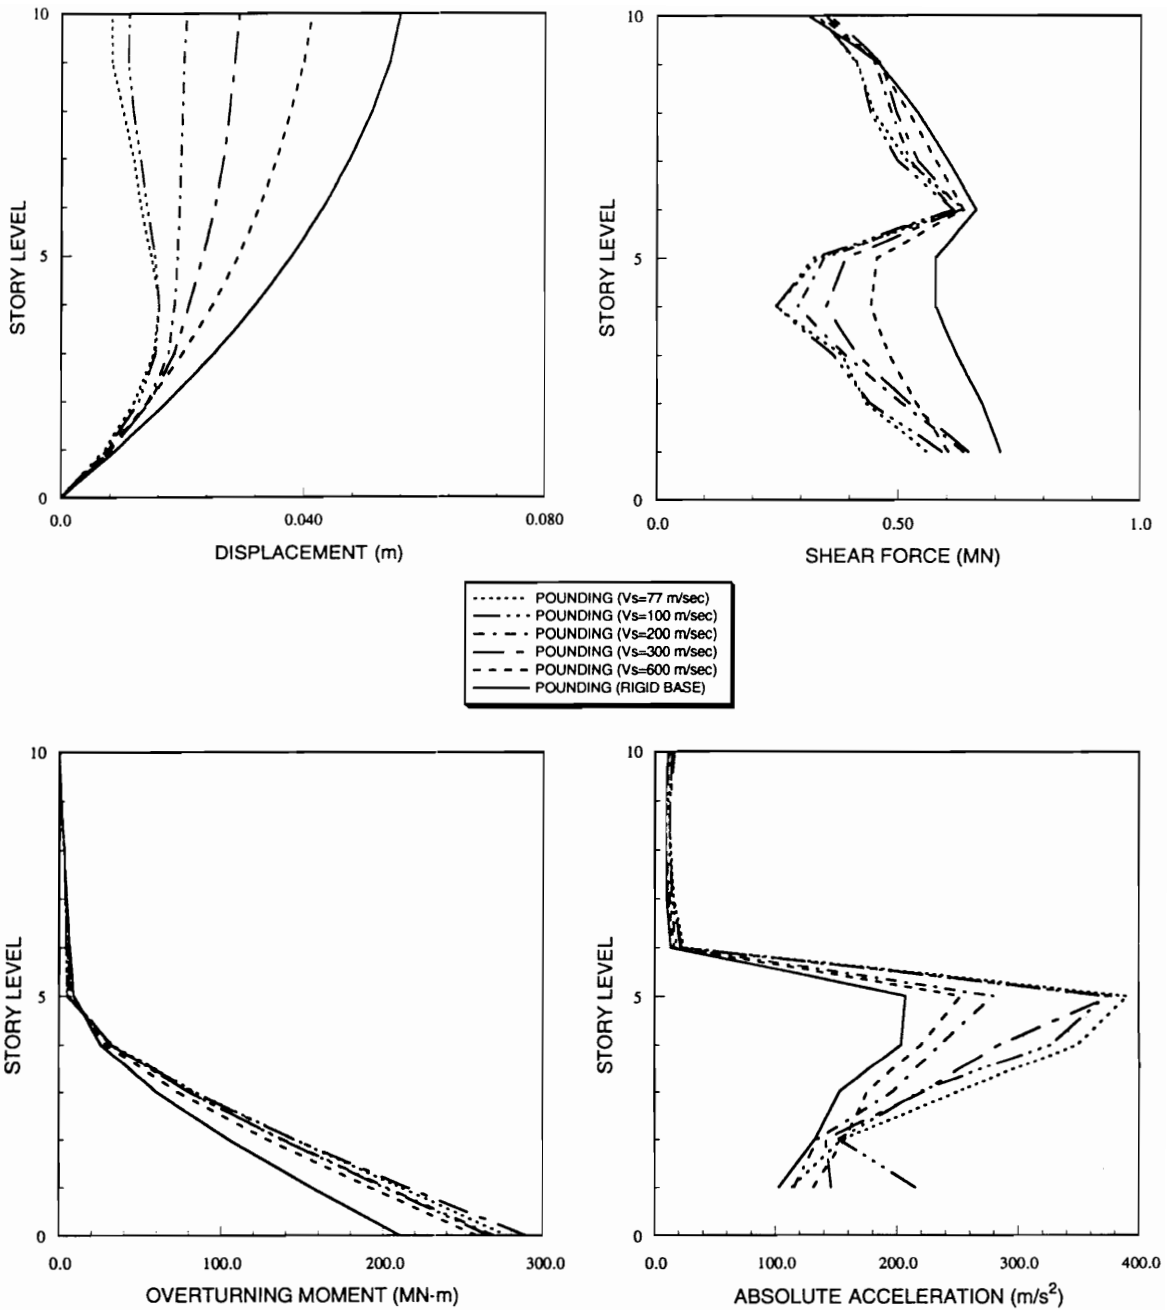 10
5
0
STORY LEVEL
0.0
0.040
0.080
DISPLACEMENT (m)
10
5
0
STORY LEVEL
0.0
0.50
1.0
SHEAR FORCE (MN)
POUNDING (Vs=77 m/sec)
POUNDING (Vs=100 m/sec)
POUNDING (Vs=200 m/sec)
POUNDING (Vs=300 m/sec)
POUNDING (Vs=600 m/sec)
POUNDING (RIGID BASE)
10
5
0
STORY LEVEL
0.0
100.0
200.0
300.0
OVERTURNING MOMENT (MN-m)
10
5
0
STORY LEVEL
0.0
100.0
200.0
300.0
400.0
ABSOLUTE ACCELERATION (m/s²)